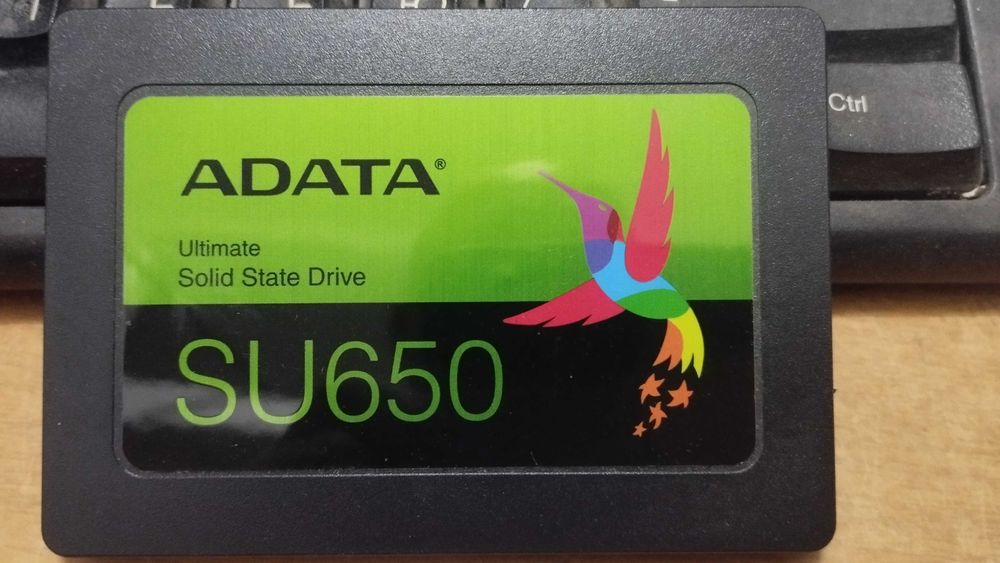 ADATA®
Ultimate
Solid State Drive
SU650
Ctrl